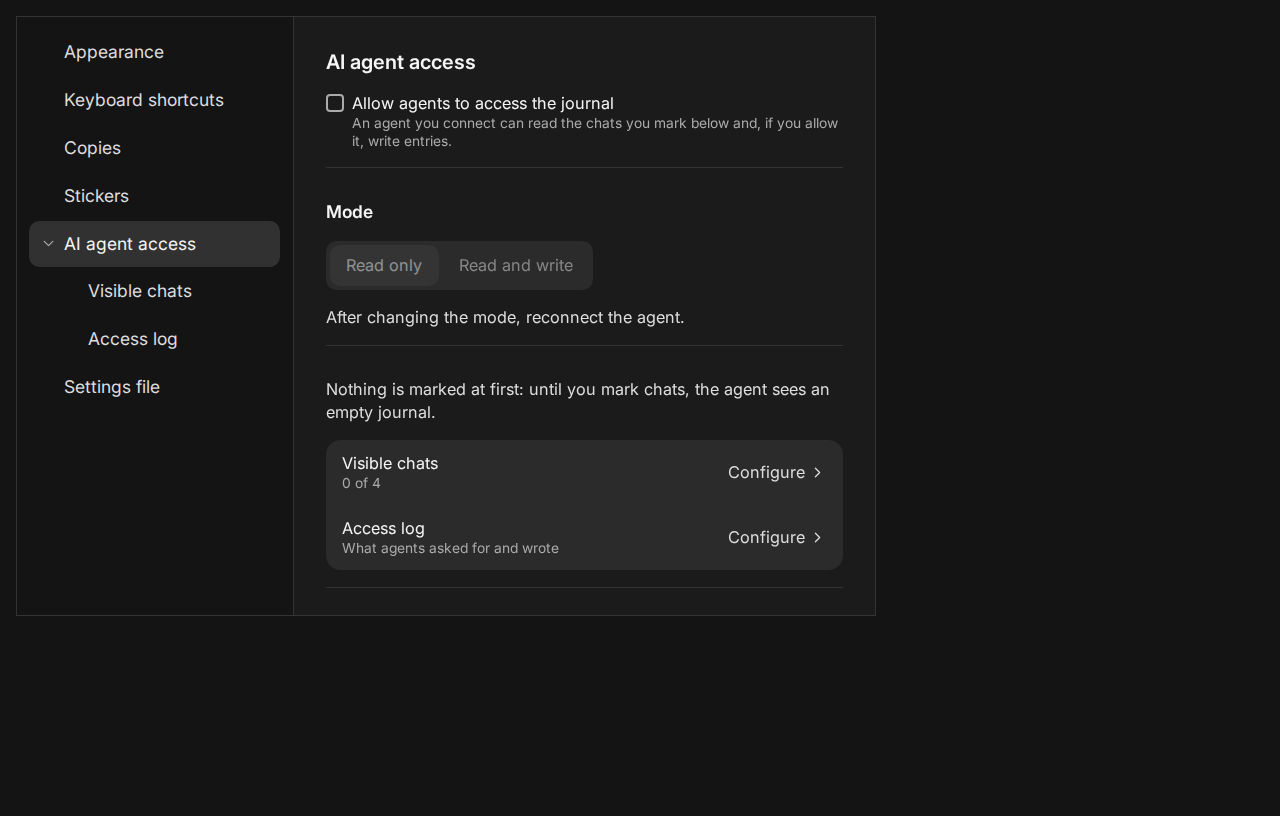 Appearance
Keyboard shortcuts
Copies
Stickers
AI agent access
Visible chats
Access log
Settings file
AI agent access
Allow agents to access the journal
An agent you connect can read the chats you mark below and, if you allow
it, write entries.
Mode
Read only
Read and write
After changing the mode, reconnect the agent.
Nothing is marked at first: until you mark chats, the agent sees an
empty journal.
Visible chats
0 of 4
Configure
Access log
What agents asked for and wrote
Configure